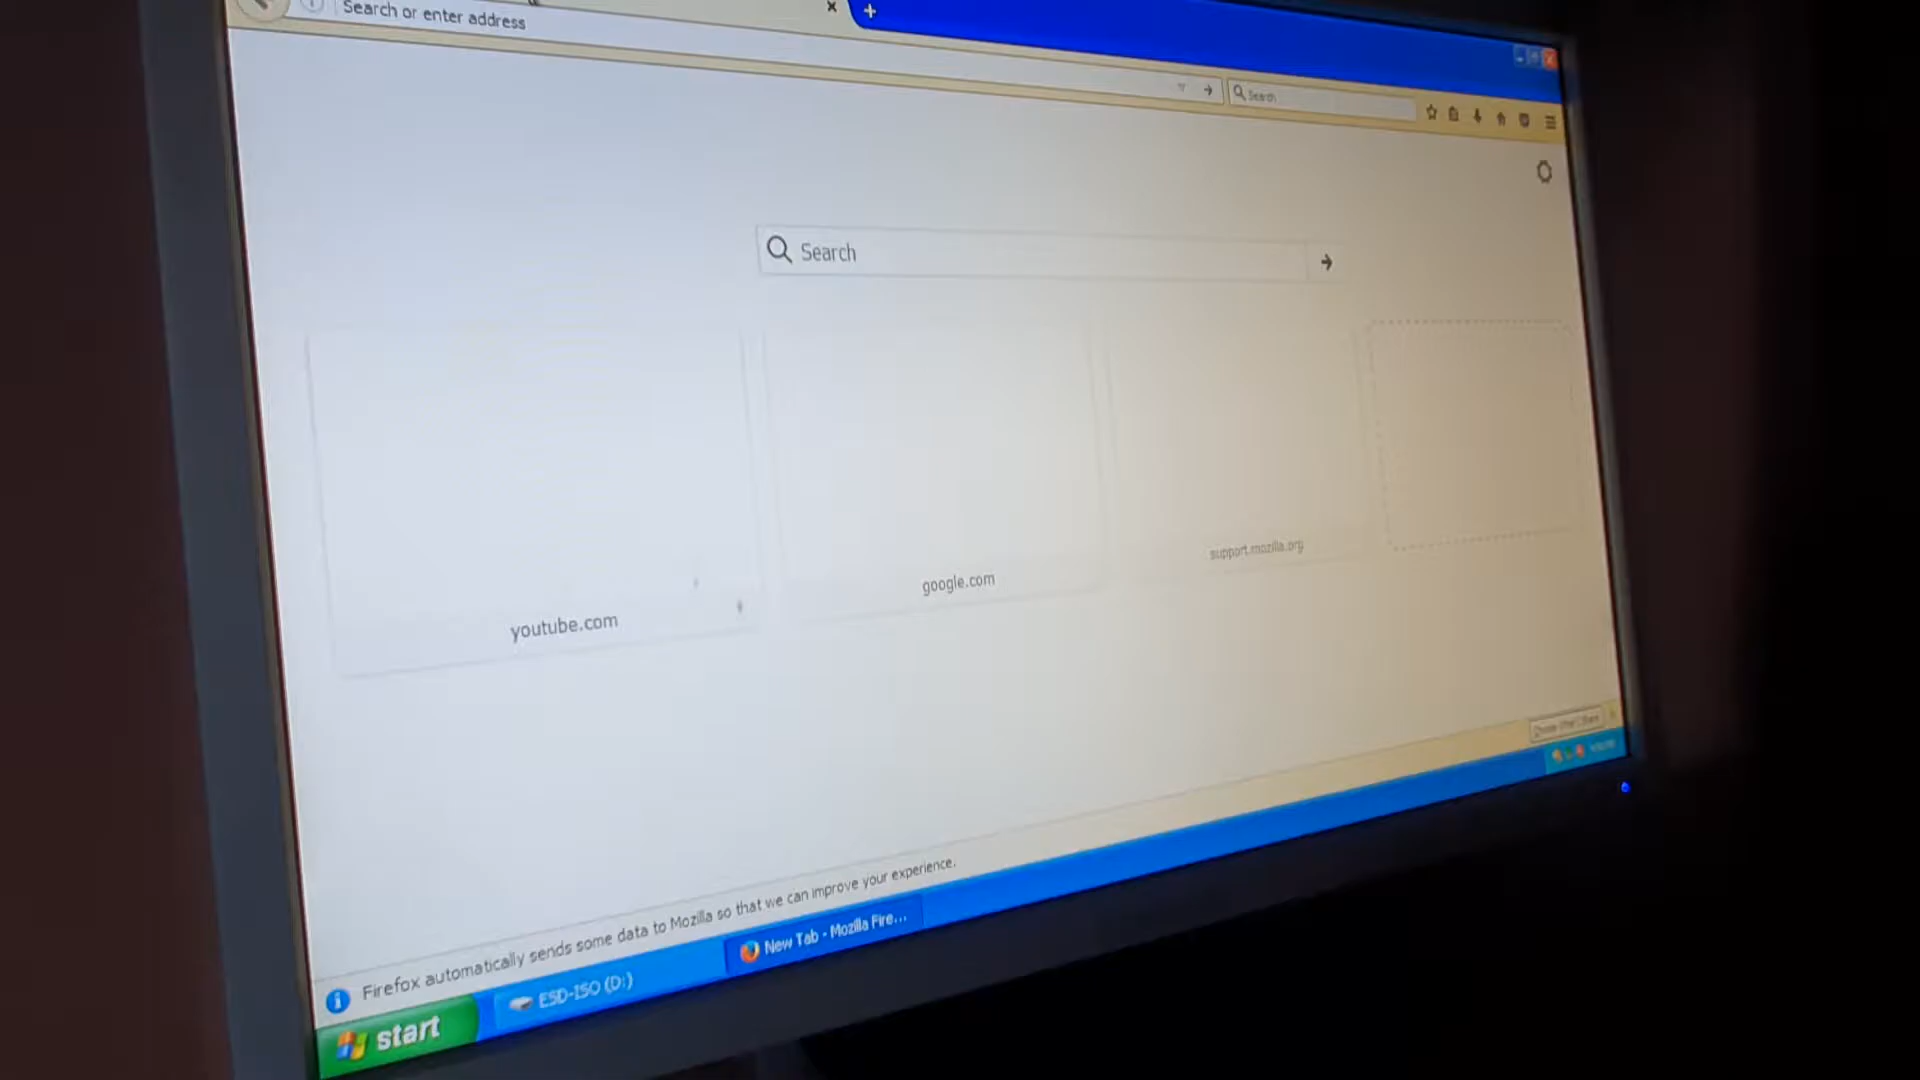 Search or enter address
Search
Search
youtube.com
google.com
support.mozilla.org
Firefox automatically sends some data to Mozilla so that we can improve your experience.
start
ESD-ISO (D:)
New Tab - Mozilla Fire...